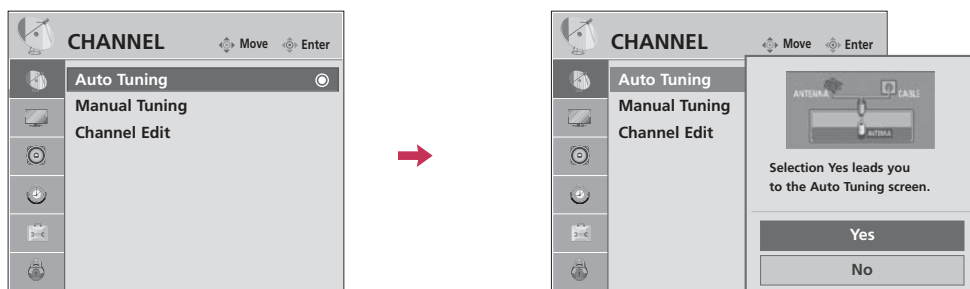 CHANNEL Move Enter
Auto Tuning
Manual Tuning
Channel Edit
CHANNEL Move Enter
Auto Tuning
Manual Tuning
Channel Edit
ANTENNA CABLE
ANTENNA
Selection Yes leads you
to the Auto Tuning screen.
Yes
No